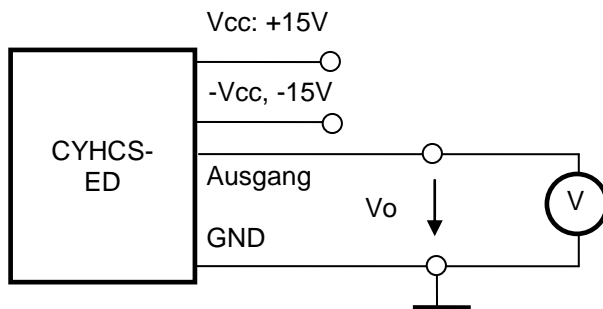 Vcc: +15V
-Vcc, -15V
CYHCS-
ED
Ausgang
Vo
V
GND